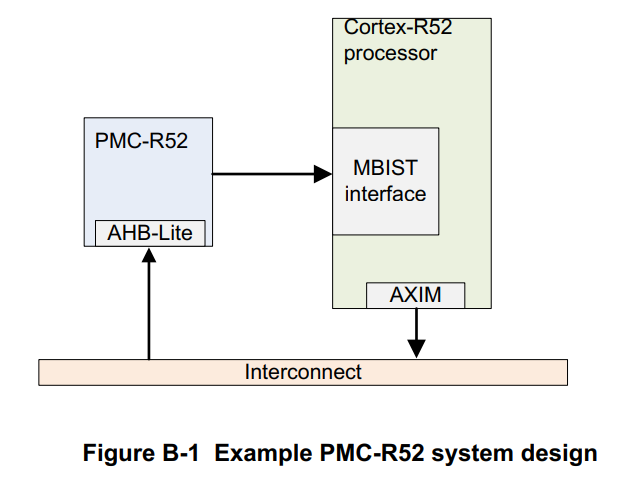 Cortex-R52
processor
PMC-R52
MBIST
interface
AHB-Lite
AXIM
Interconnect
Figure B-1 Example PMC-R52 system design